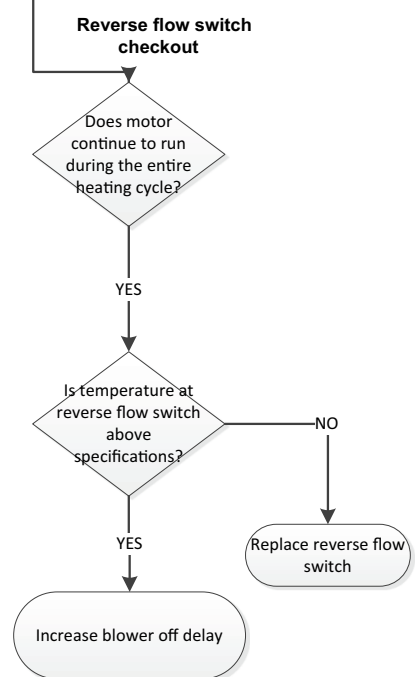 Reverse flow switch
checkout
Does motor
continue to run
during the entire
heating cycle?
YES
Is temperature at
reverse flow switch
above
specifications?
NO
YES
Replace reverse flow
switch
Increase blower off delay